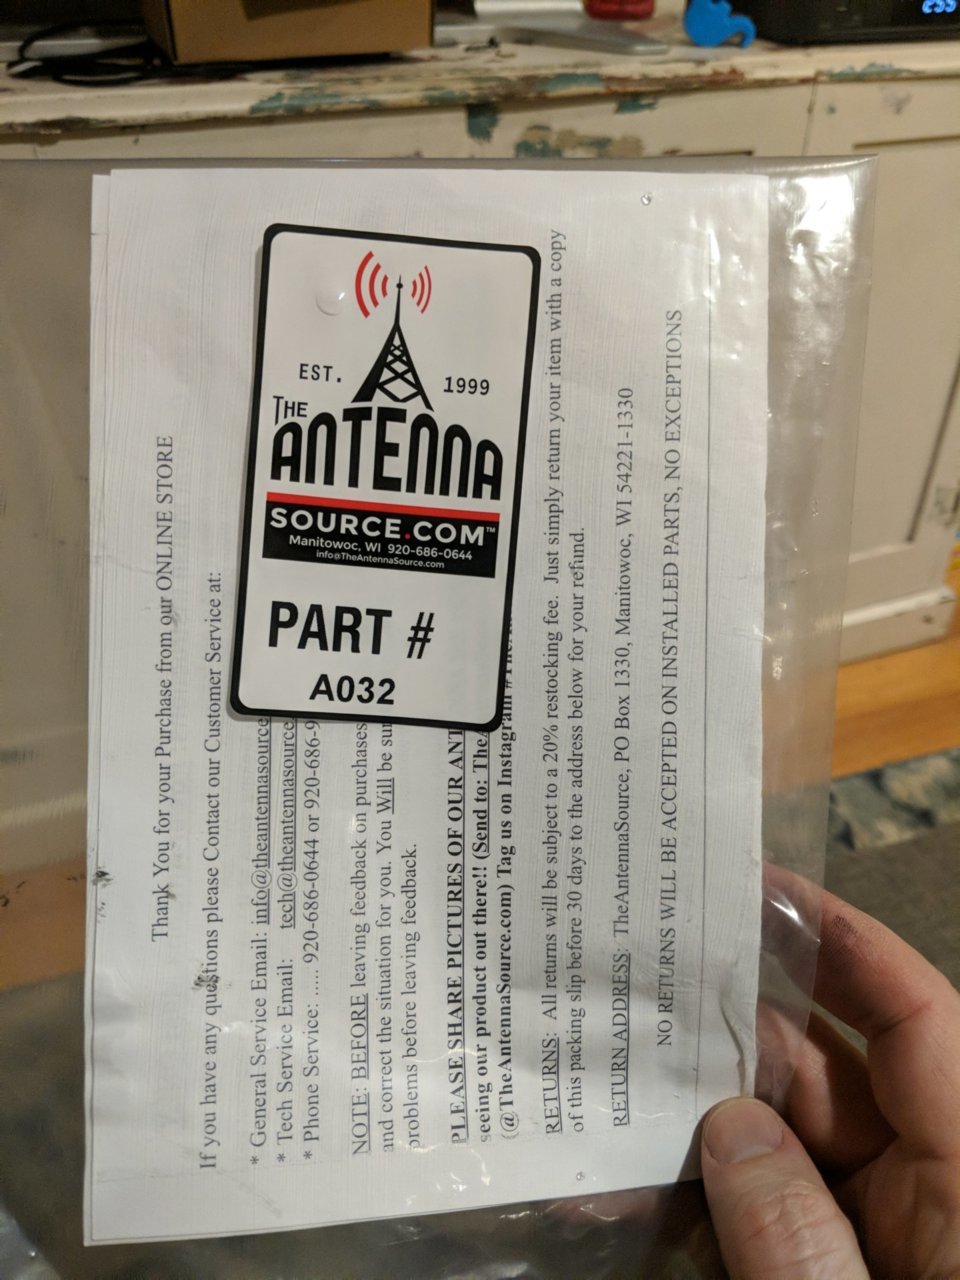 EST. 1999
THE
ANTENNA
SOURCE.COM™
Manitowoc, WI 920-686-0644
info@TheAntennaSource.com
PART #
A032
Thank You for your Purchase from our ONLINE STORE
If you have any questions please Contact our Customer Service at:
* General Service Email: info@theantennasource
* Tech Service Email: tech@theantennasource.
* Phone Service: ..... 920-686-0644 or 920-686-9
NOTE: BEFORE leaving feedback on purchases
and correct the situation for you. You Will be sur
problems before leaving feedback.
PLEASE SHARE PICTURES OF OUR ANT
seeing our product out there!! (Send to: TheA
(@TheAntennaSource.com) Tag us on Instagram
RETURNS: All returns will be subject to a 20% restocking fee. Just simply return your item with a copy
of this packing slip before 30 days to the address below for your refund.
RETURN ADDRESS: TheAntennaSource, PO Box 1330, Manitowoc, WI 54221-1330
NO RETURNS WILL BE ACCEPTED ON INSTALLED PARTS, NO EXCEPTIONS